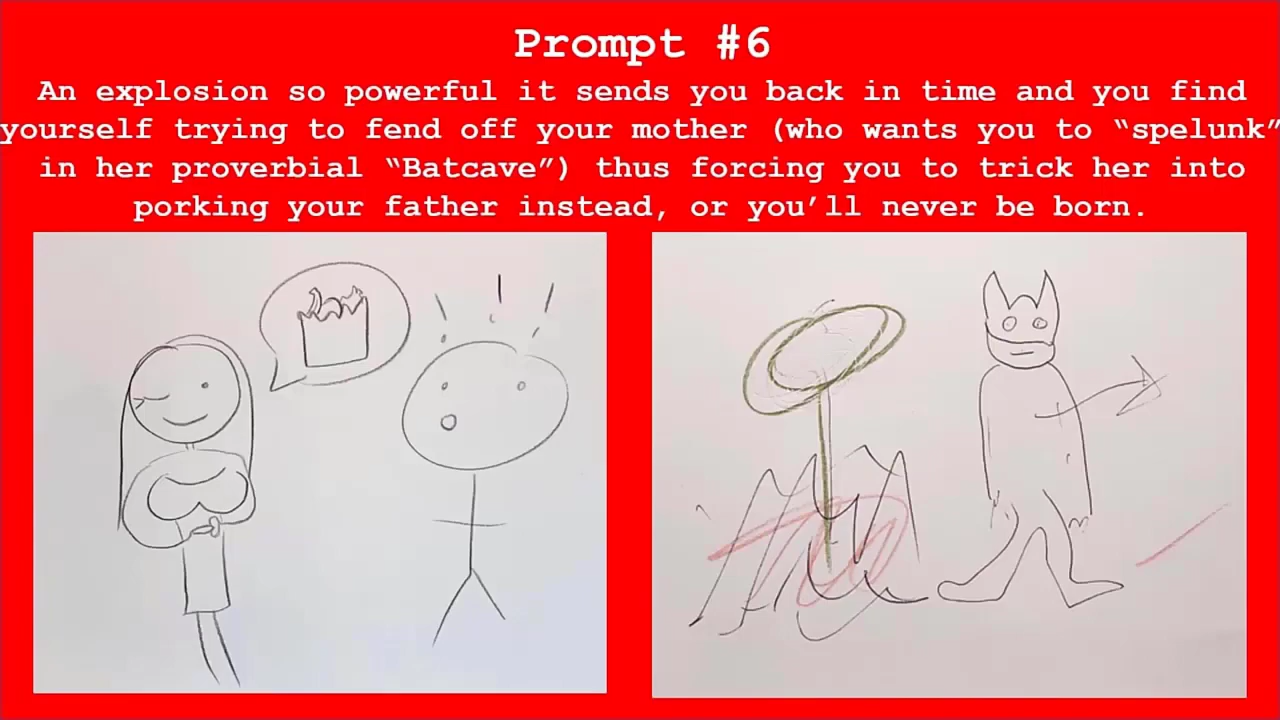 Prompt #6
An explosion so powerful it sends you back in time and you find
yourself trying to fend off your mother (who wants you to “spelunk”
in her proverbial “Batcave”) thus forcing you to trick her into
porking your father instead, or you’ll never be born.